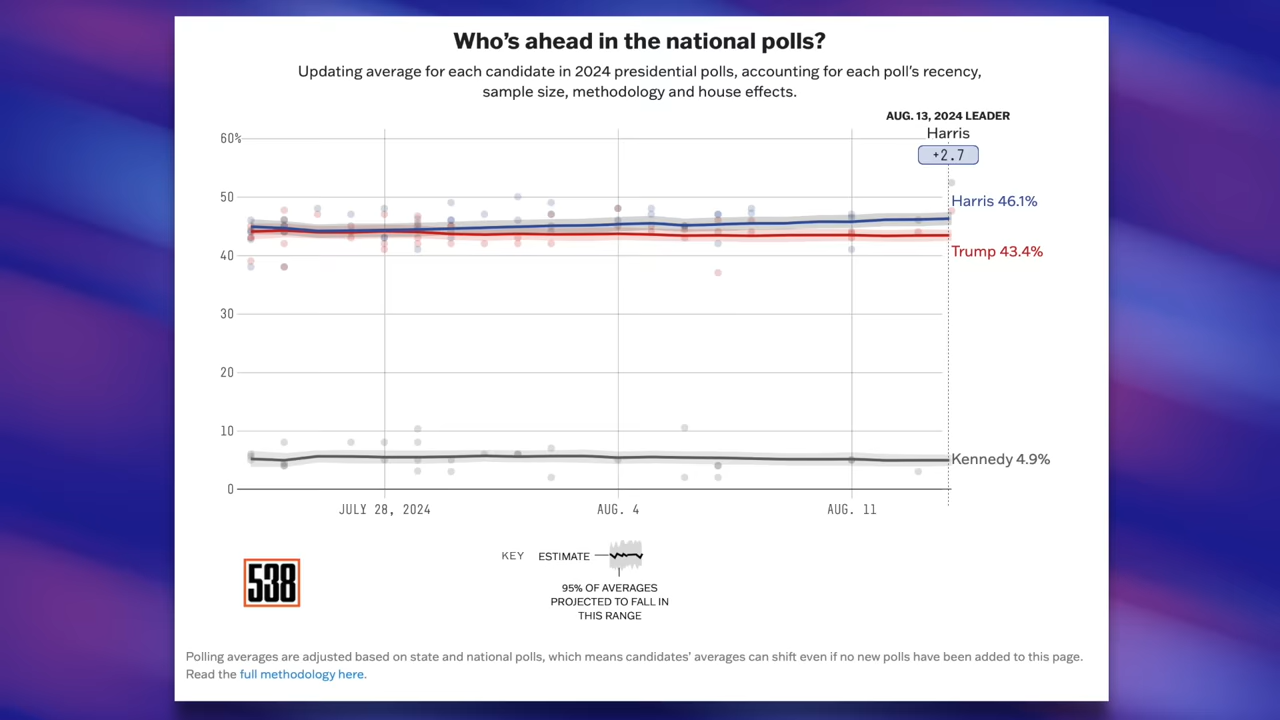 Who's ahead in the national polls?
Updating average for each candidate in 2024 presidential polls, accounting for each poll's recency,
sample size, methodology and house effects.
AUG. 13, 2024 LEADER
Harris
+2.7
60%
50
40
30
20
10
0
Harris 46.1%
Trump 43.4%
Kennedy 4.9%
JULY 28, 2024
AUG. 4
AUG. 11
KEY
ESTIMATE
95% OF AVERAGES
PROJECTED TO FALL IN
THIS RANGE
538
Polling averages are adjusted based on state and national polls, which means candidates' averages can shift even if no new polls have been added to this page.
Read the full methodology here.